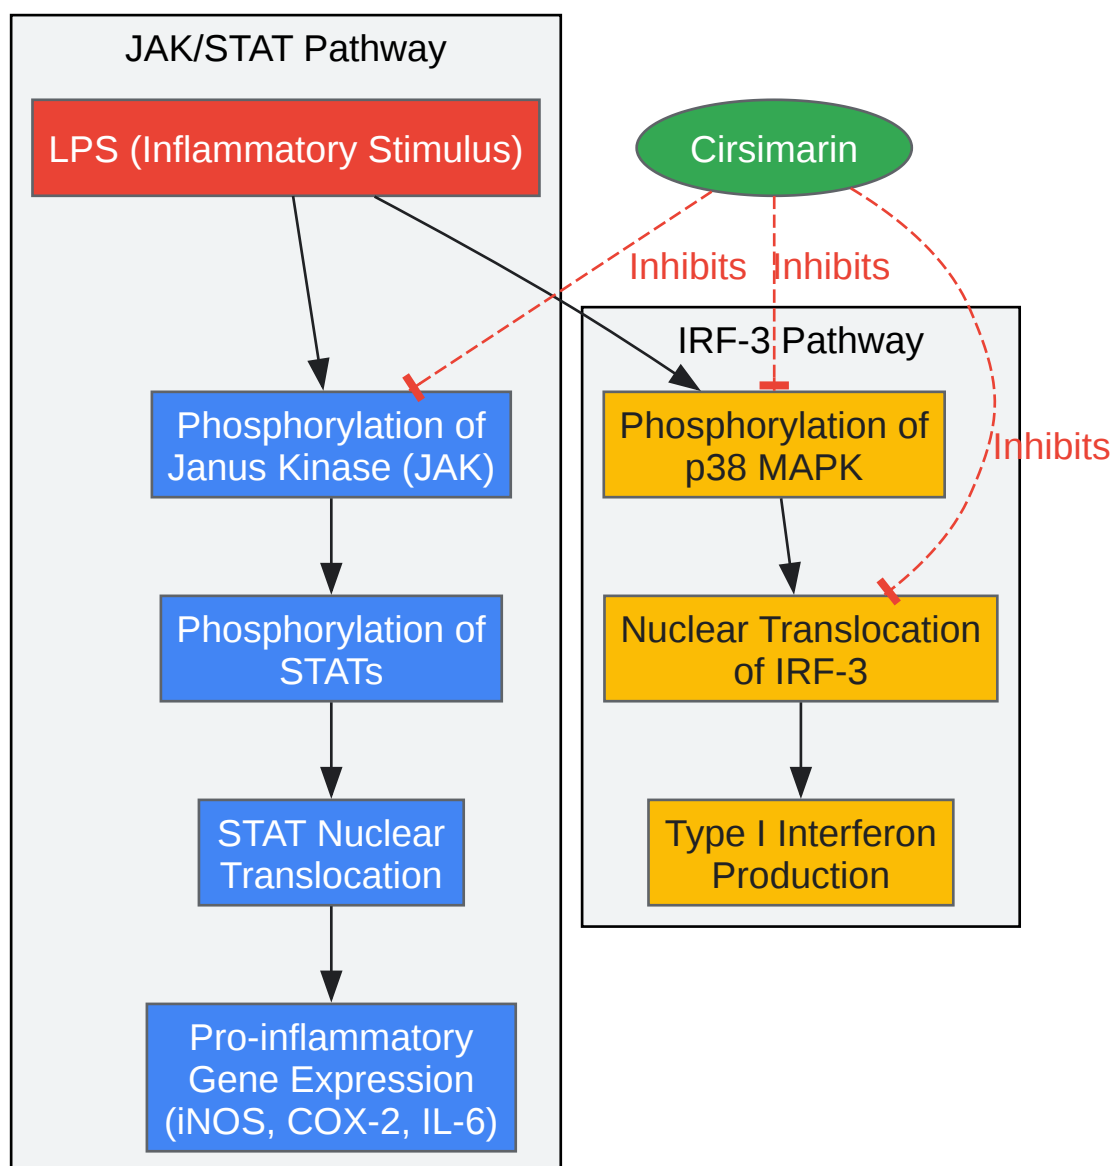 JAK/STAT Pathway
LPS (Inflammatory Stimulus)
Cirsimarin
Inhibits
Inhibits
IRF-3 Pathway
Phosphorylation of
Janus Kinase (JAK)
Phosphorylation of
p38 MAPK
Inhibits
Phosphorylation of
STATs
Nuclear Translocation
of IRF-3
STAT Nuclear
Translocation
Type I Interferon
Production
Pro-inflammatory
Gene Expression
(iNOS, COX-2, IL-6)